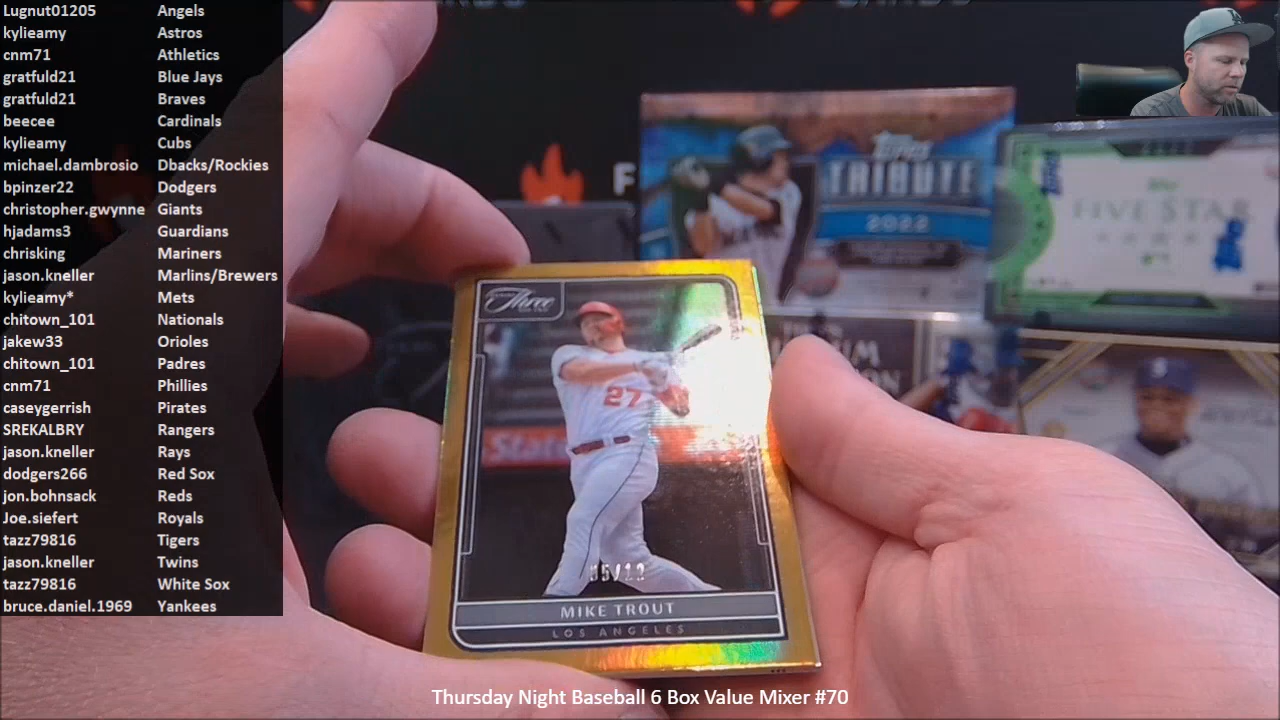 Lugnut01205 Angels
kylieamy Astros
cnm71 Athletics
gratfuld21 Blue Jays
gratfuld21 Braves
beecee Cardinals
kylieamy Cubs
michael.dambrosio Dbacks/Rockies
bpinzer22 Dodgers
christopher.gwynne Giants
hjadams3 Guardians
chrisking Mariners
jason.kneller Marlins/Brewers
kylieamy* Mets
chitown_101 Nationals
jakew33 Orioles
chitown_101 Padres
cnm71 Phillies
caseygerrish Pirates
SREKALBRY Rangers
jason.kneller Rays
dodgers266 Red Sox
jon.bohnsack Reds
Joe.siefert Royals
tazz79816 Tigers
jason.kneller Twins
tazz79816 White Sox
bruce.daniel.1969 Yankees
Topps
TRIBUTE
2022
FIVE STAR
Three
27
State
MIKE TROUT
LOS ANGELES
Thursday Night Baseball 6 Box Value Mixer #70